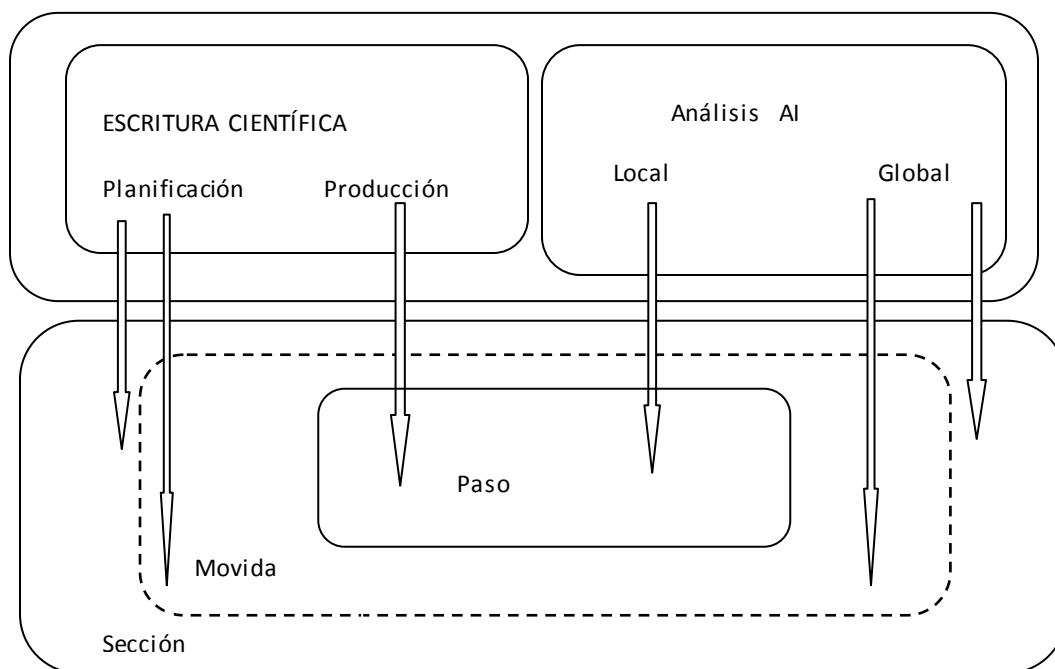 ESCRITURA CIENTÍFICA
Planificación
Producción
Análisis AI
Local
Global
Paso
Movida
Sección